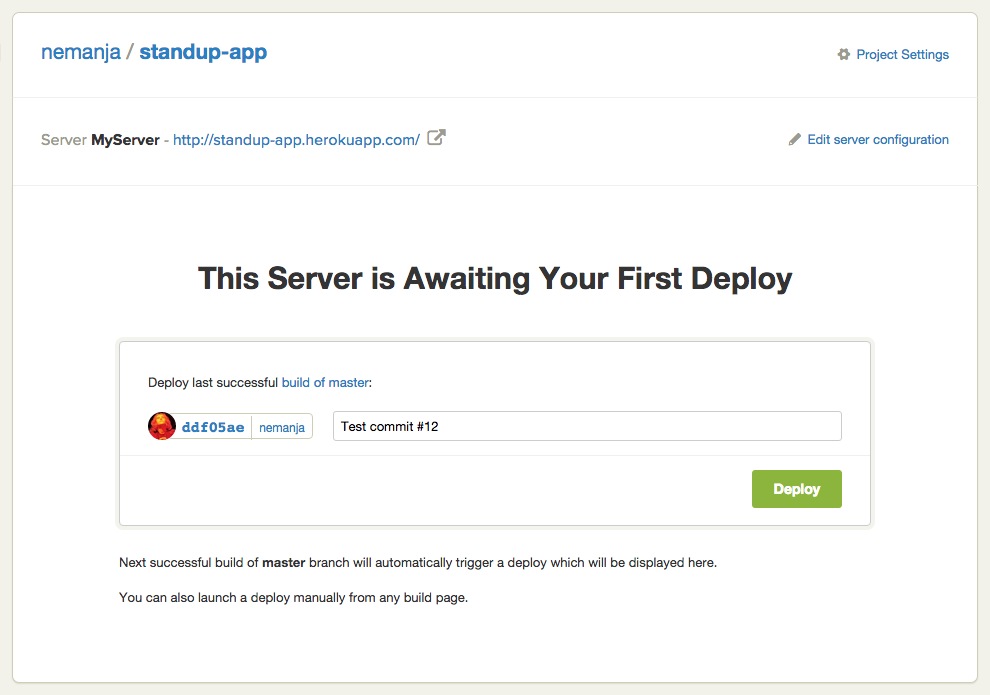 nemanja / standup-app
Project Settings
Server MyServer - http://standup-app.herokuapp.com/
Edit server configuration
This Server is Awaiting Your First Deploy
Deploy last successful build of master:
ddf05ae nemanja
Test commit #12
Deploy
Next successful build of master branch will automatically trigger a deploy which will be displayed here.
You can also launch a deploy manually from any build page.